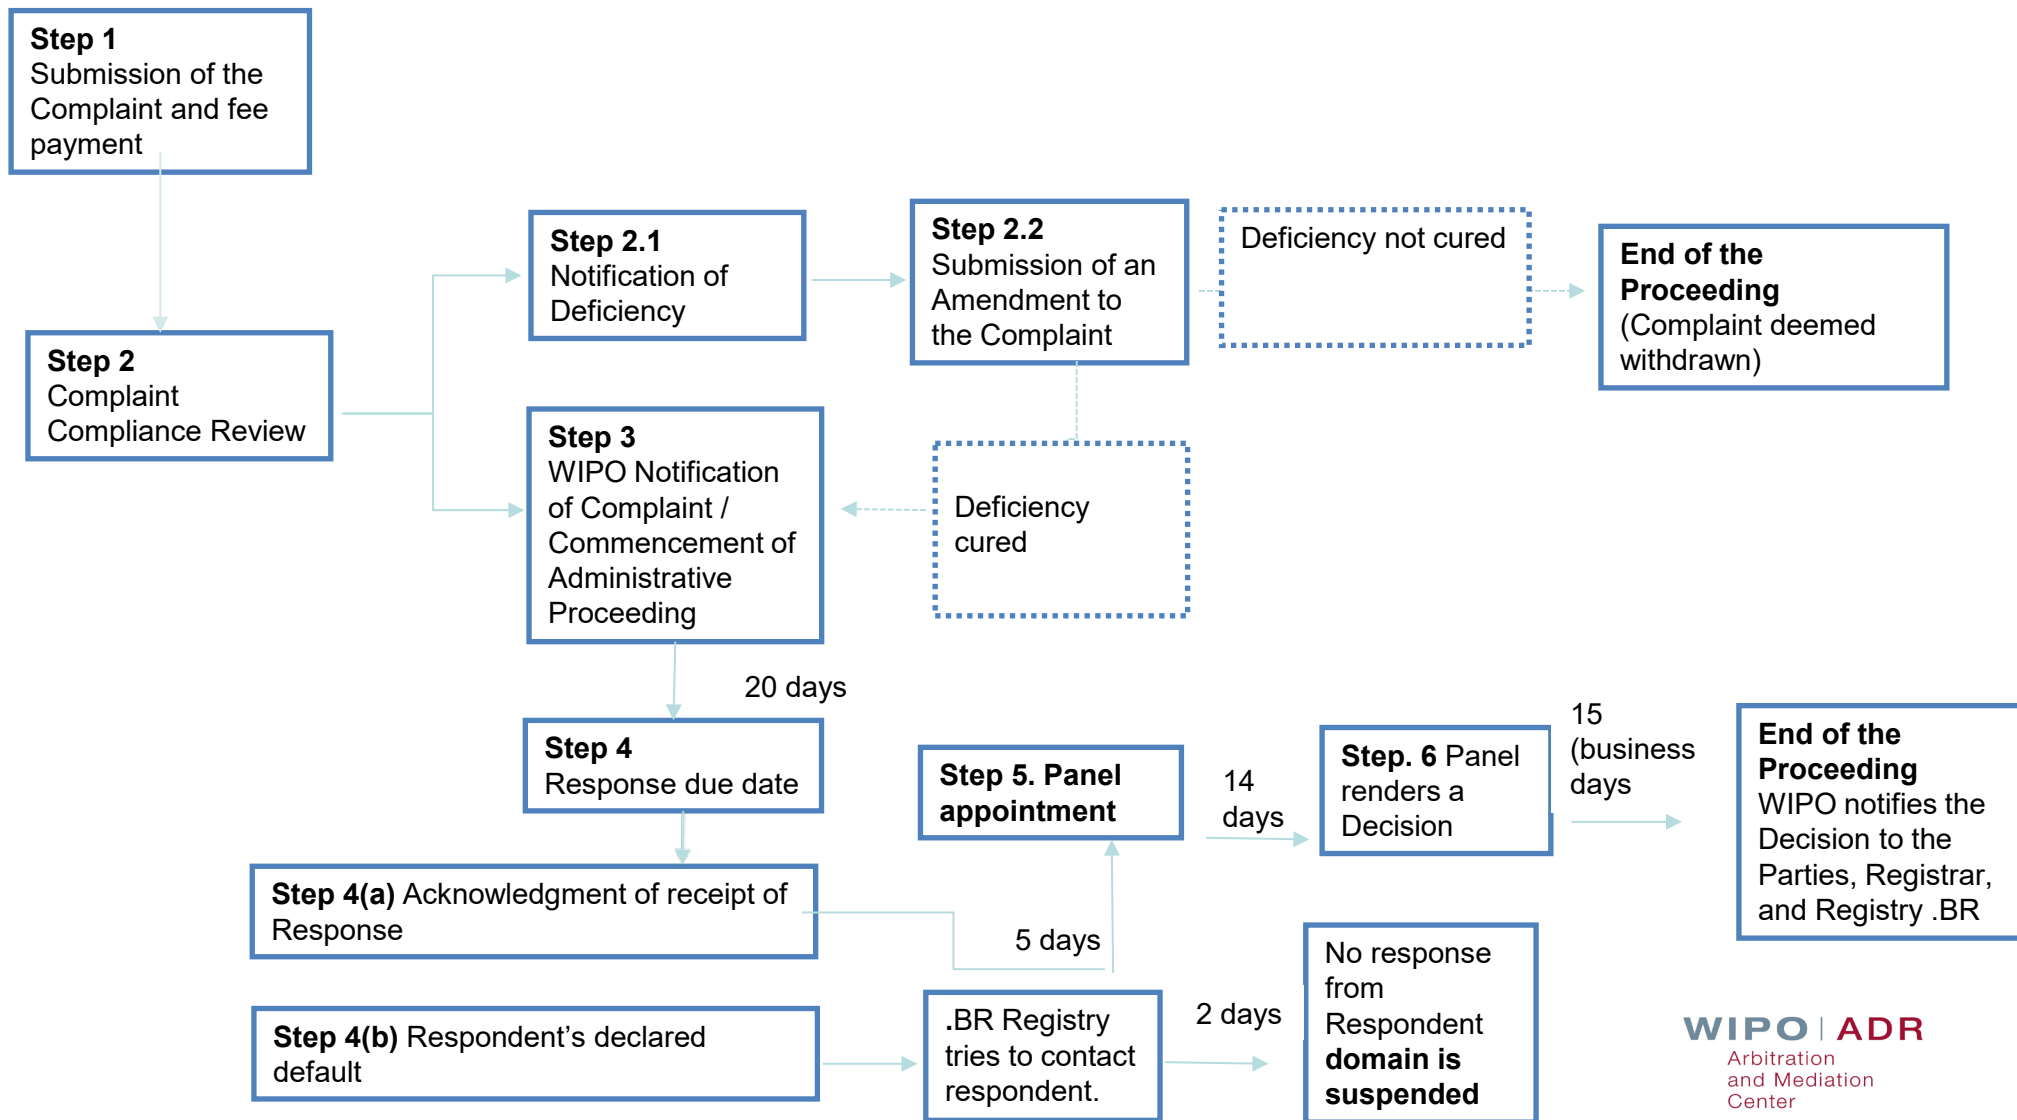 Step 1
Submission of the
Complaint and fee
payment
Step 2
Complaint
Compliance Review
Step 2.1
Notification of
Deficiency
Step 2.2
Submission of an
Amendment to
the Complaint
Deficiency not cured
End of the
Proceeding
(Complaint deemed
withdrawn)
Step 3
WIPO Notification
of Complaint /
Commencement of
Administrative
Proceeding
Deficiency
cured
20 days
Step 4
Response due date
Step 4(a) Acknowledgment of receipt of
Response
5 days
Step 5. Panel
appointment
14
days
Step. 6 Panel
renders a
Decision
15
(business
days
End of the
Proceeding
WIPO notifies the
Decision to the
Parties, Registrar,
and Registry .BR
Step 4(b) Respondent’s declared
default
.BR Registry
tries to contact
respondent.
2 days
No response
from
Respondent
domain is
suspended
WIPO | ADR
Arbitration
and Mediation
Center